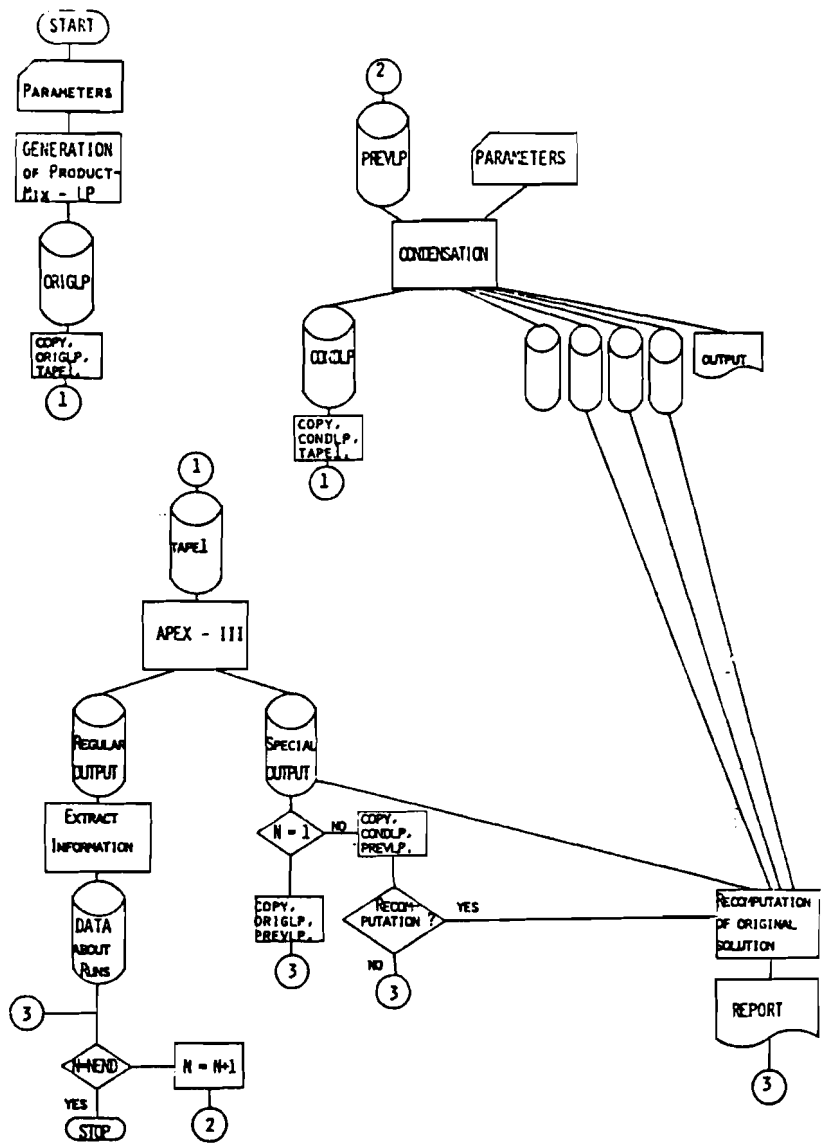 START
PARAMETERS
GENERATION
OF PRODUCT-
MIX - LP
ORIGLP
COPY,
ORIGLP,
TAPE1.
1
2
PREVLP
PARAMETERS
CONDENSATION
CONDLP
COPY,
CONDLP,
TAPE1.
1
OUTPUT
1
TAPE1
APEX - III
REGULAR
OUTPUT
SPECIAL
OUTPUT
EXTRACT
INFORMATION
N = 1
NO
COPY,
CONDLP,
PREVLP.
DATA
ABOUT
RUNS
COPY,
ORIGLP,
PREVLP.
RECOM-
PUTATION ?
YES
NO
3
3
RECOMPUTATION
OF ORIGINAL
SOLUTION
REPORT
3
3
N=NEND
N = N+1
YES
STOP
2